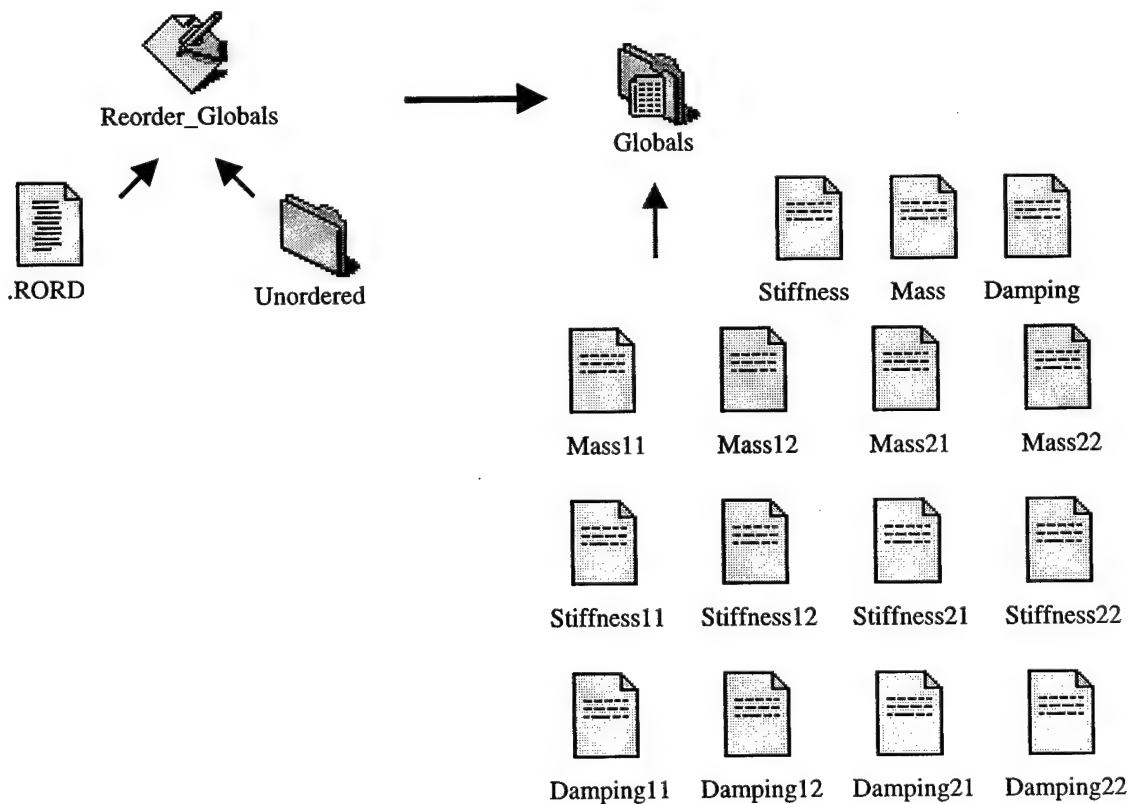 Reorder_Globals
Globals
.RORD
Unordered
Stiffness Mass Damping
Mass11 Mass12 Mass21 Mass22
Stiffness11 Stiffness12 Stiffness21 Stiffness22
Damping11 Damping12 Damping21 Damping22